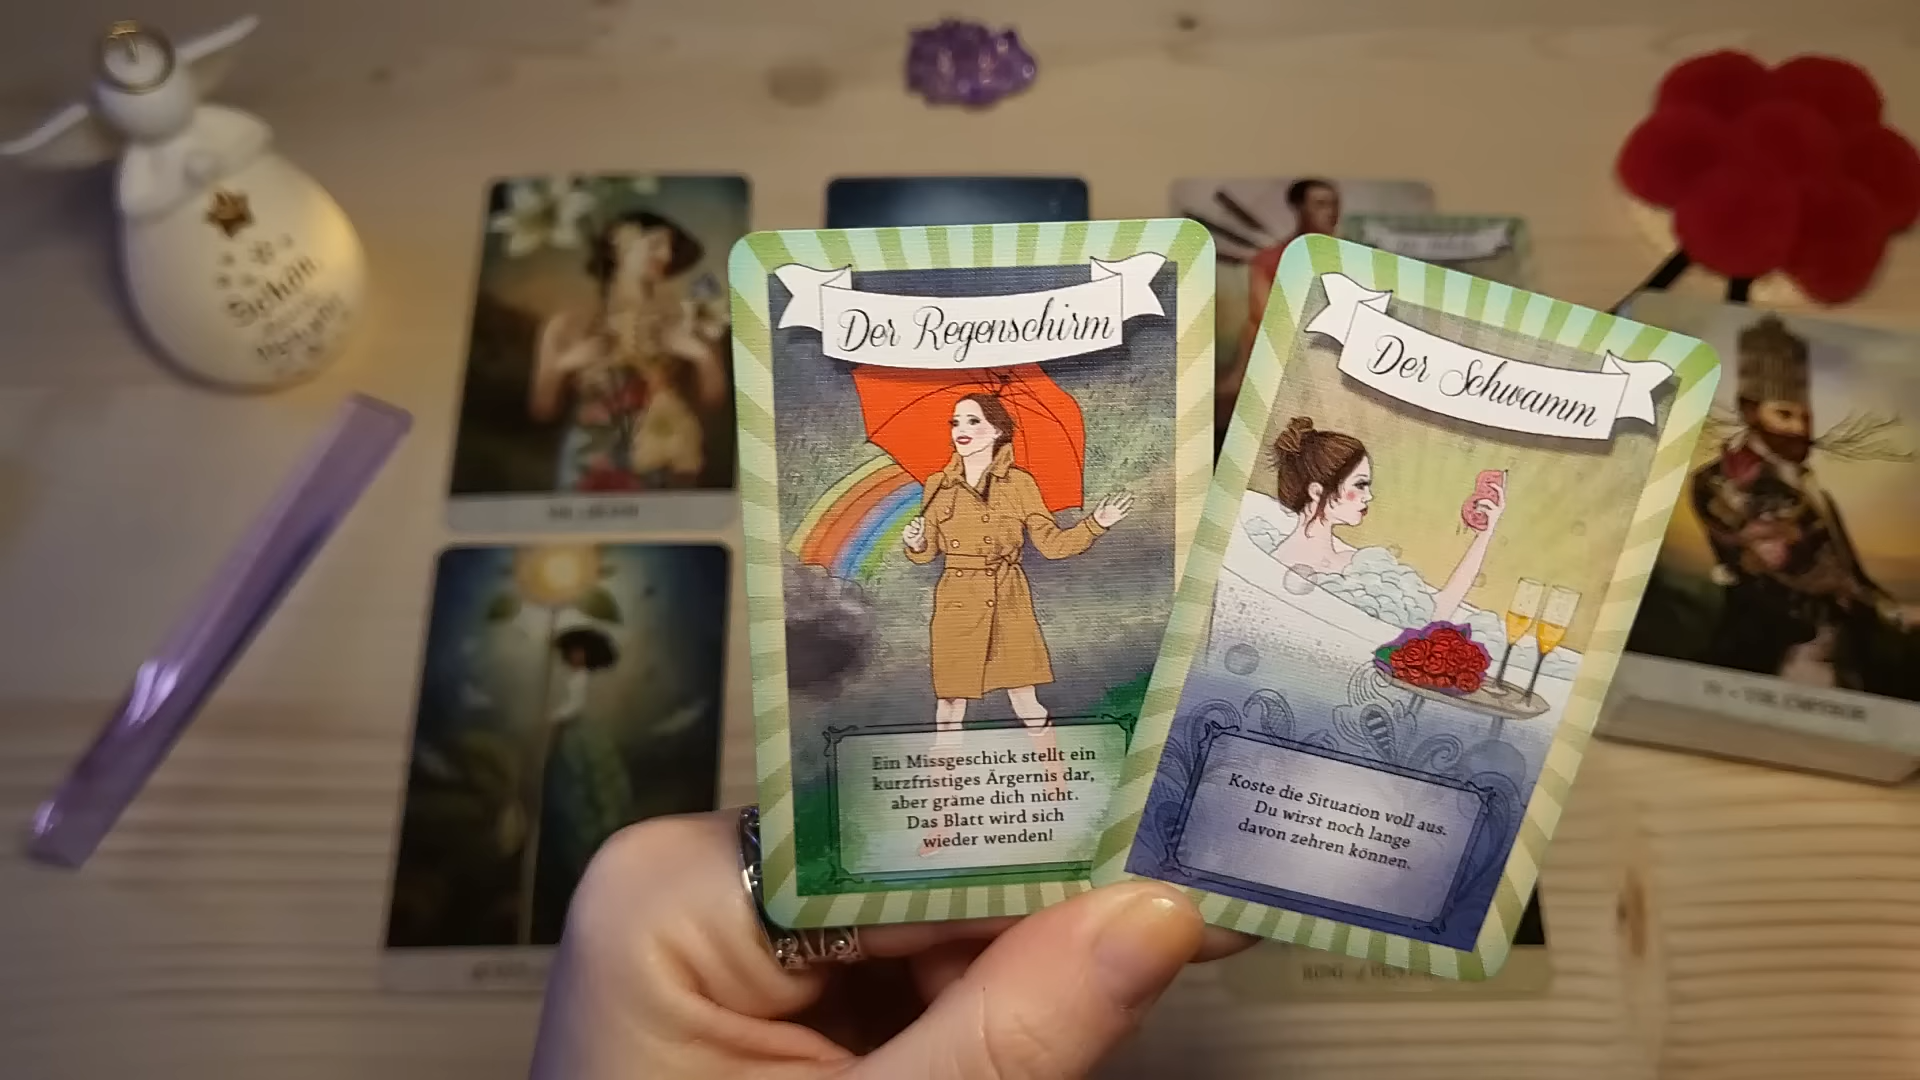 Der Regenschirm
Ein Missgeschick stellt ein
kurzfristiges Ärgernis dar,
aber gräme dich nicht.
Das Blatt wird sich
wieder wenden!
Der Schwamm
Koste die Situation voll aus.
Du wirst noch lange
davon zehren können.
Schön
IV • THE EMPEROR